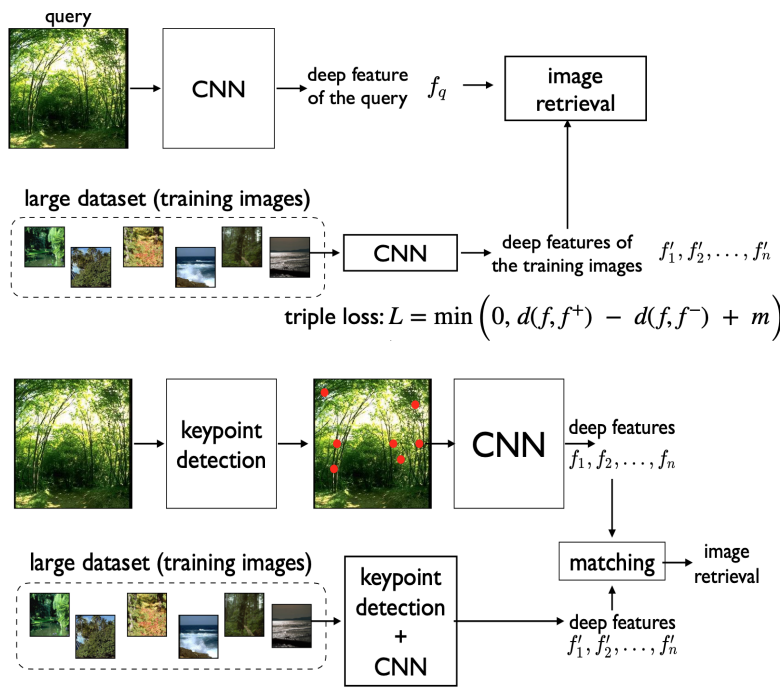 query
CNN
deep feature
of the query
f_q
image
retrieval
large dataset (training images)
CNN
deep features of
the training images
f′_1, f′_2, . . . , f′_n
triple loss: L = min (0, d(f, f⁺) − d(f, f⁻) + m)
keypoint
detection
CNN
deep features
f_1, f_2, . . . , f_n
large dataset (training images)
keypoint
detection
+
CNN
matching
image
retrieval
deep features
f′_1, f′_2, . . . , f′_n